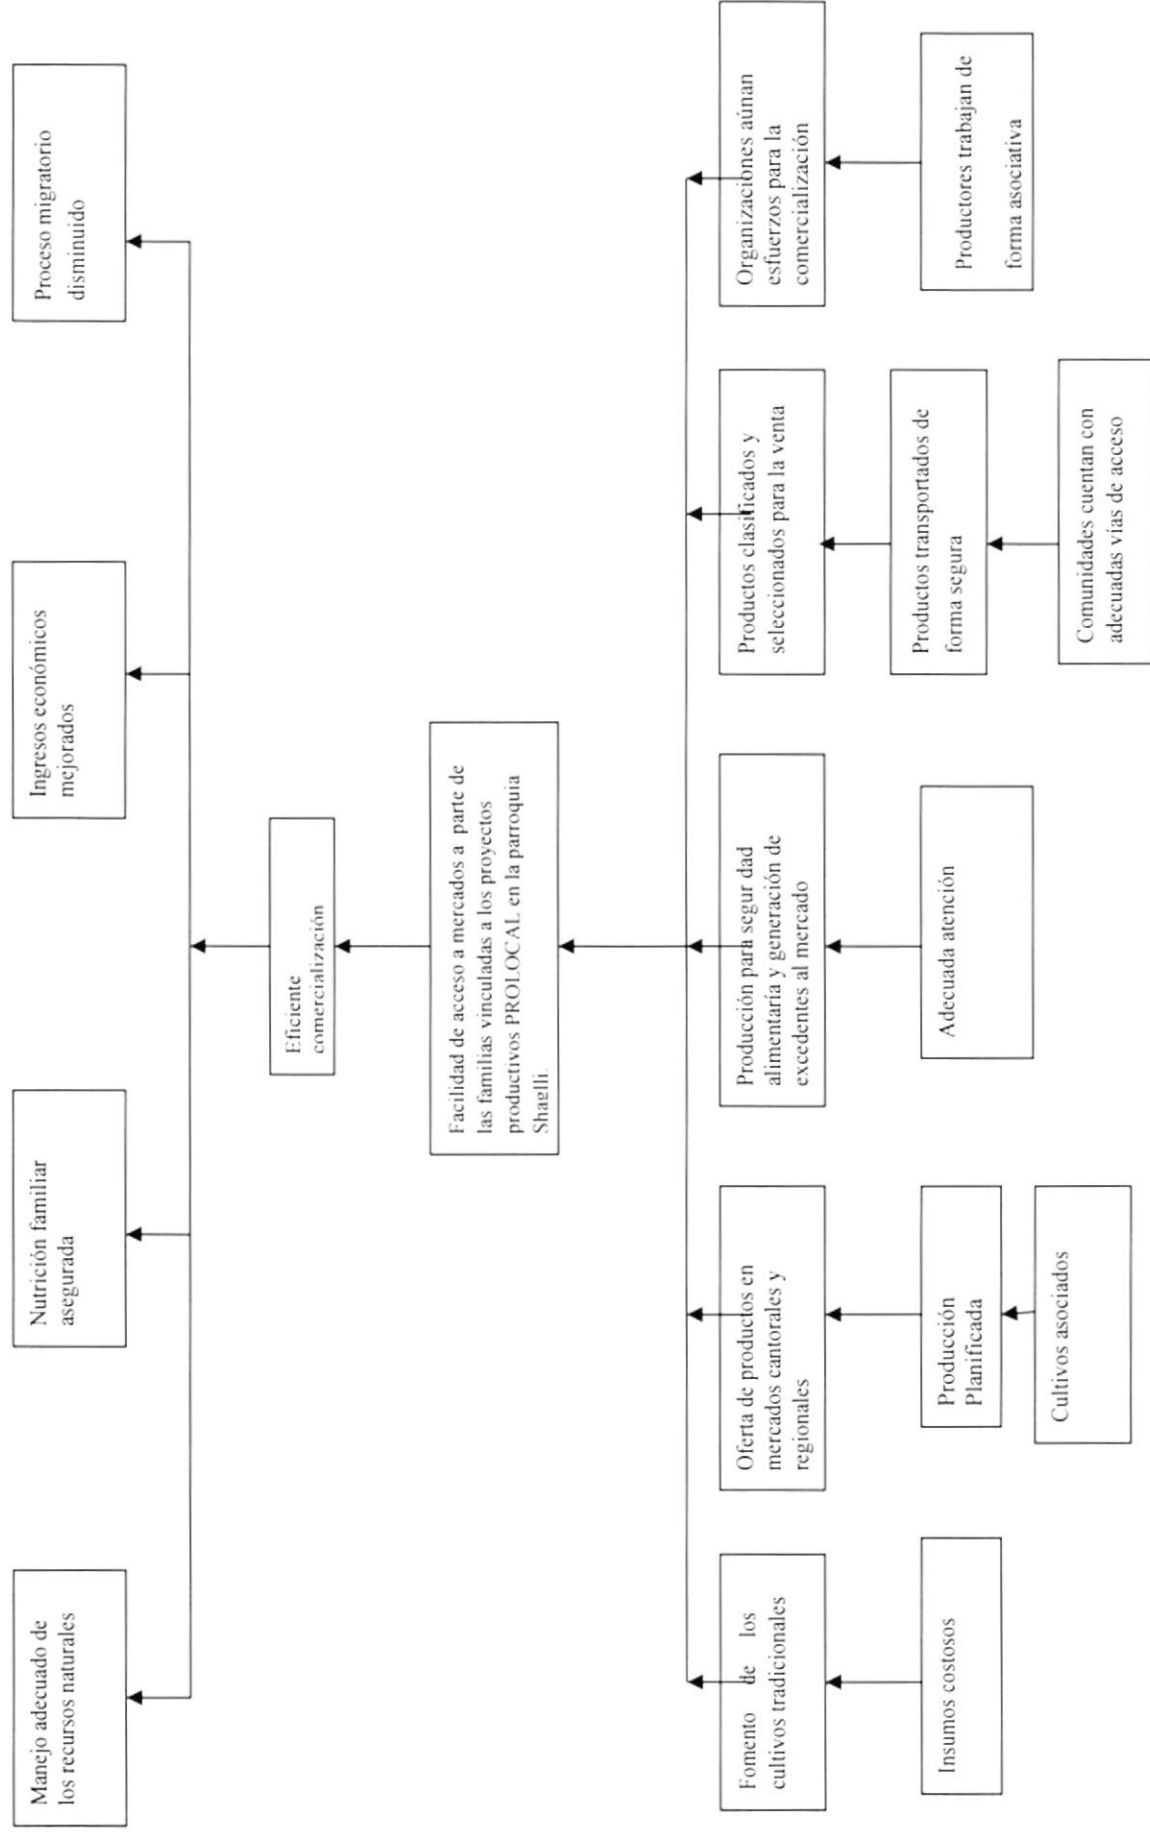 Manejo adecuado de
los recursos naturales
Nutrición familiar
asegurada
Ingresos económicos
mejorados
Proceso migratorio
disminuido
Eficiente
comercialización
Facilidad de acceso a mercados a parte de
las familias vinculadas a los proyectos
productivos PROLOCAL en la parroquia
Shaglli.
Fomento de los
cultivos tradicionales
Oferta de productos en
mercados cantorales y
regionales
Producción para segur dad
alimentaría y generación de
excedentes al mercado
Productos clasificados y
seleccionados para la venta
Organizaciones aúnan
esfuerzos para la
comercialización
Insumos costosos
Producción
Planificada
Adecuada atención
Productos transportados de
forma segura
Productores trabajan de
forma asociativa
Cultivos asociados
Comunidades cuentan con
adecuadas vías de acceso